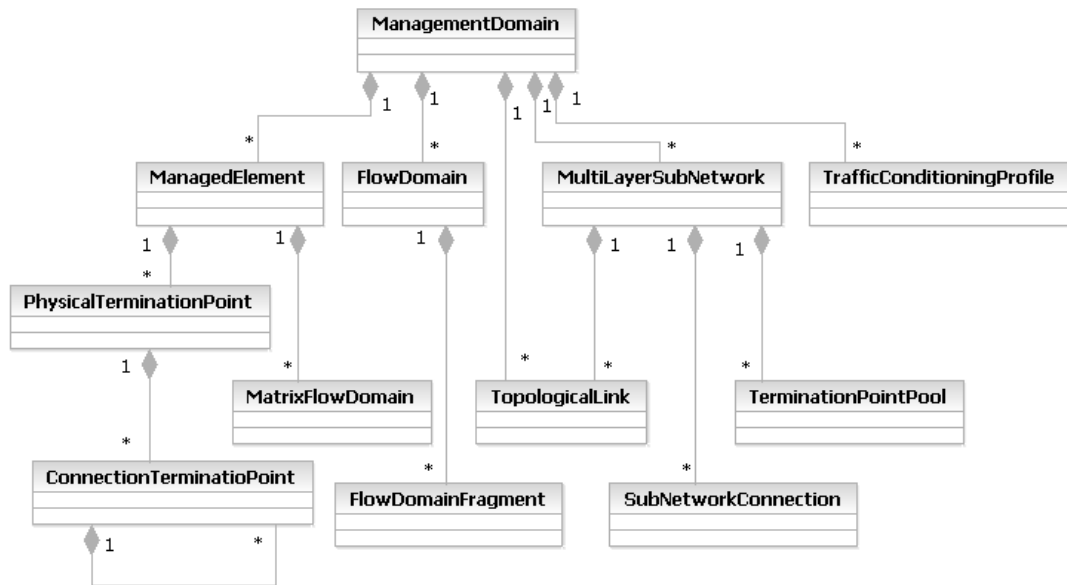 ManagementDomain
1
1
1
1
1
*
*
*
*
ManagedElement
FlowDomain
MultiLayerSubNetwork
TrafficConditioningProfile
1
1
1
1
1
1
*
PhysicalTerminationPoint
1
*
*
*
*
MatrixFlowDomain
TopologicalLink
TerminationPointPool
*
ConnectionTerminatioPoint
*
*
FlowDomainFragment
SubNetworkConnection
1
*